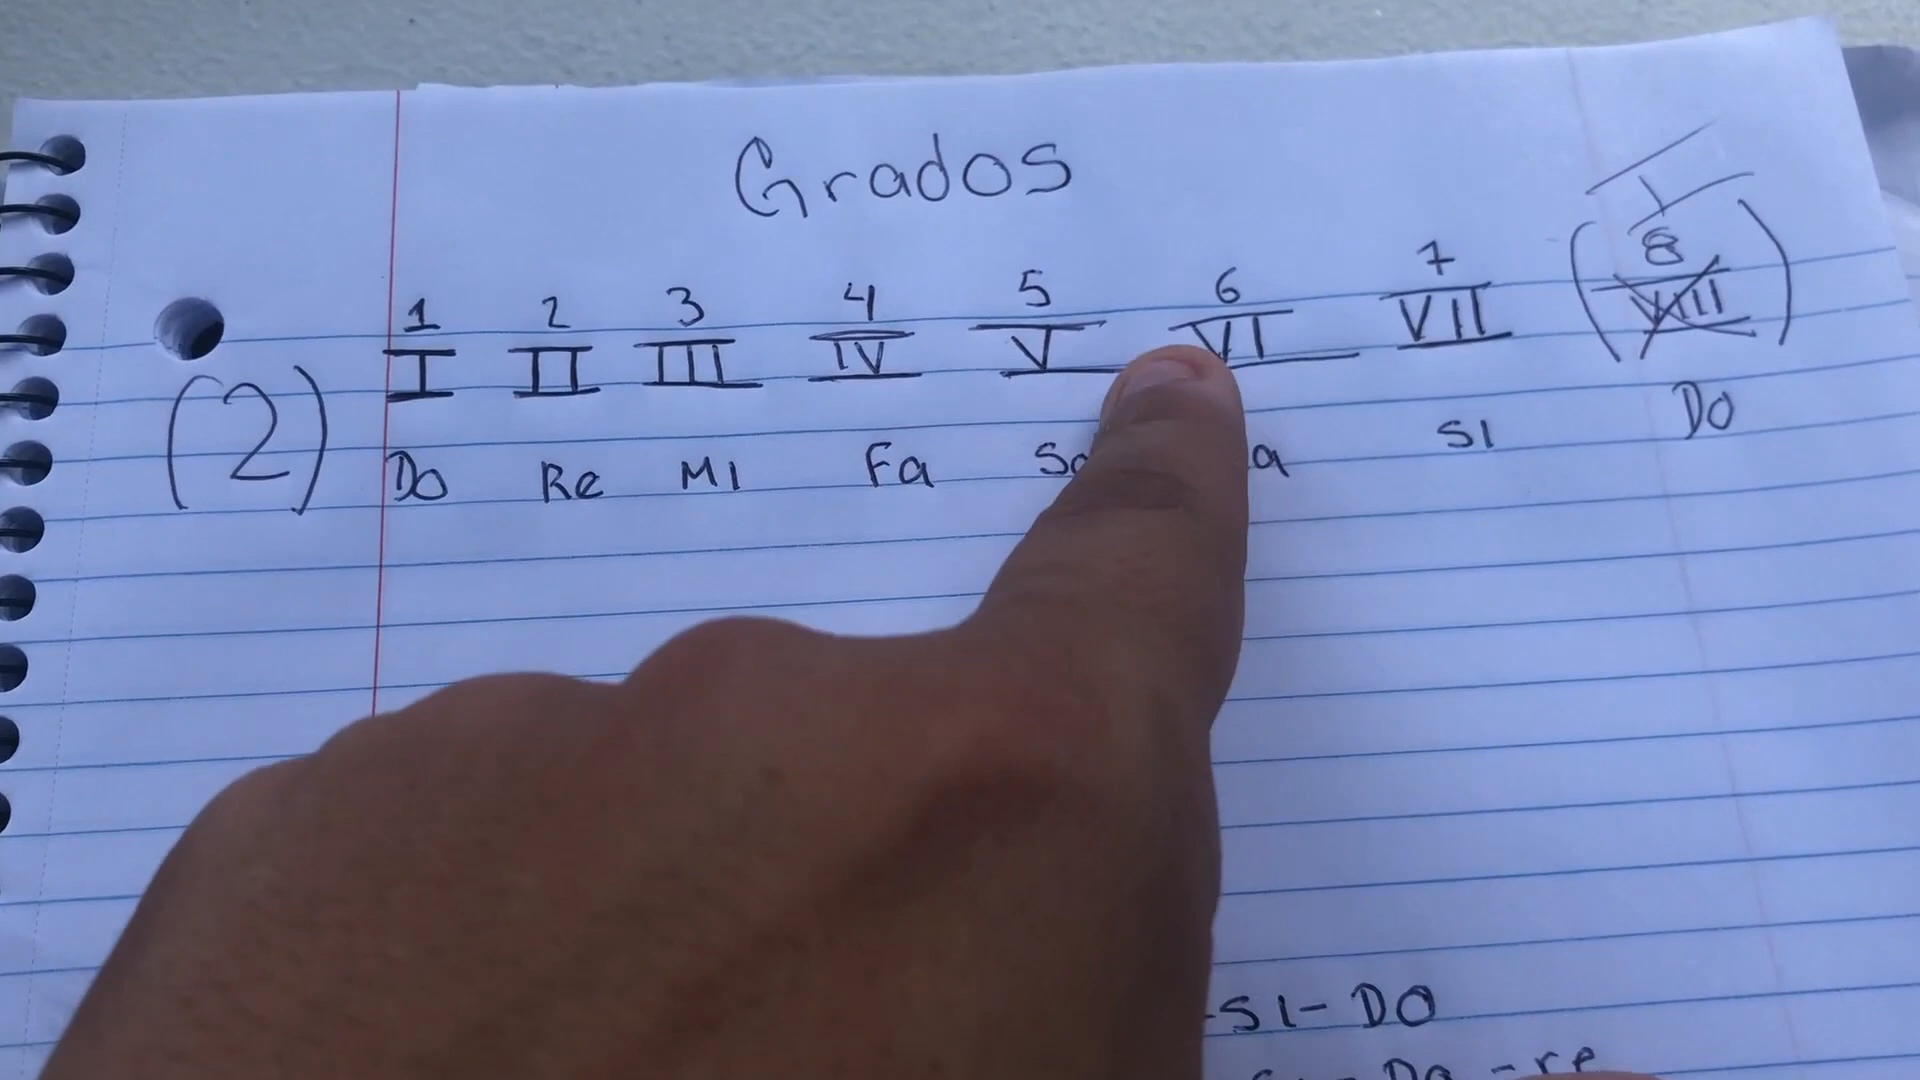 Grados
I
1 2 3 4 5 6 7 (8
(2) I II III IV V VI VII VIII)
Do Re MI Fa SI DO
-SI-DO
-re